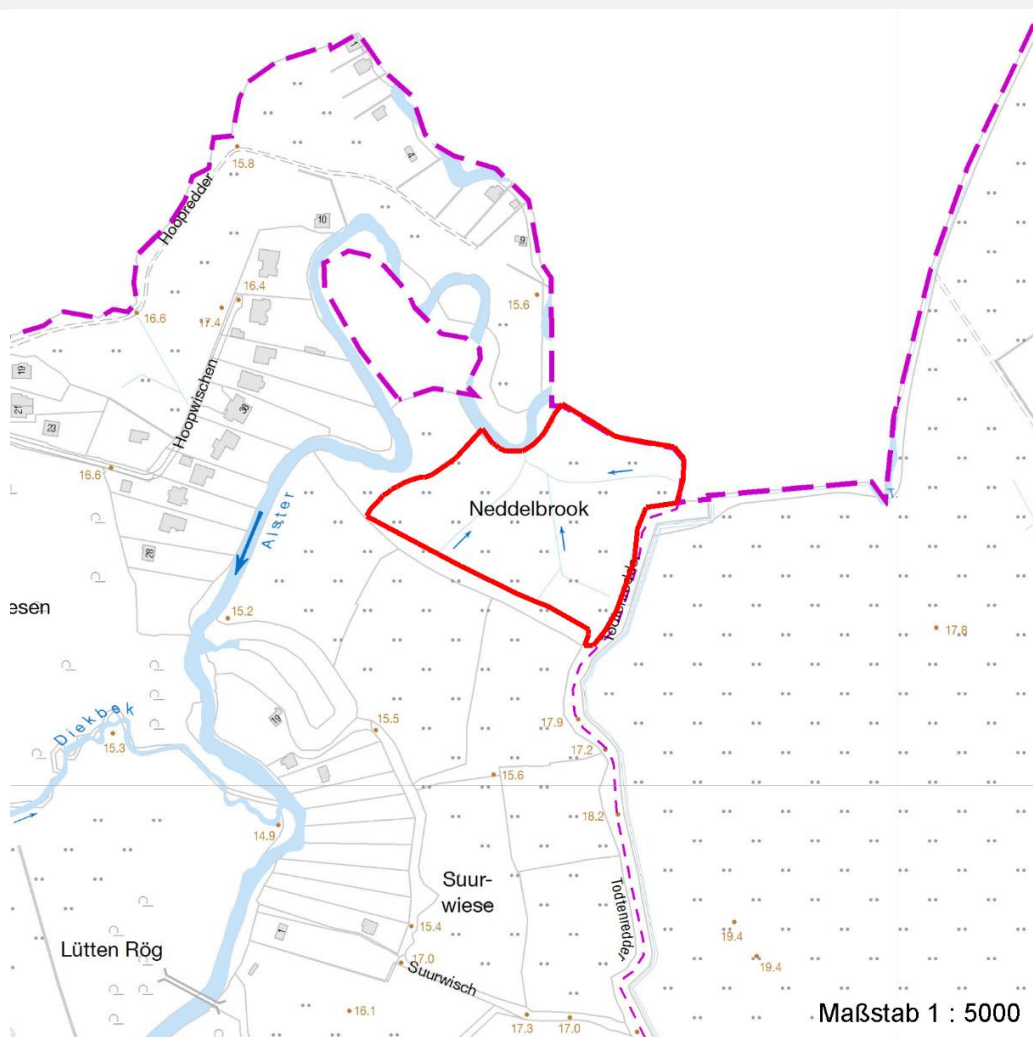 1
4
15.8
Hoopredder
10
9
15.6
16.4
17.4
16.6
19
21
23
36
Hoopwischen
16.6
28
Alster
Neddelbrook
T.
esen
15.2
Todtenredder
17.6
19
15.5
17.9
Diekbek
15.3
17.2
15.6
14.9
18.2
Suur-
wiese
Todtenredder
19.4
19.4
1
15.4
Lütten Rög
17.0
Suurwisch
16.1
17.3
17.0
Maßstab 1 : 5000